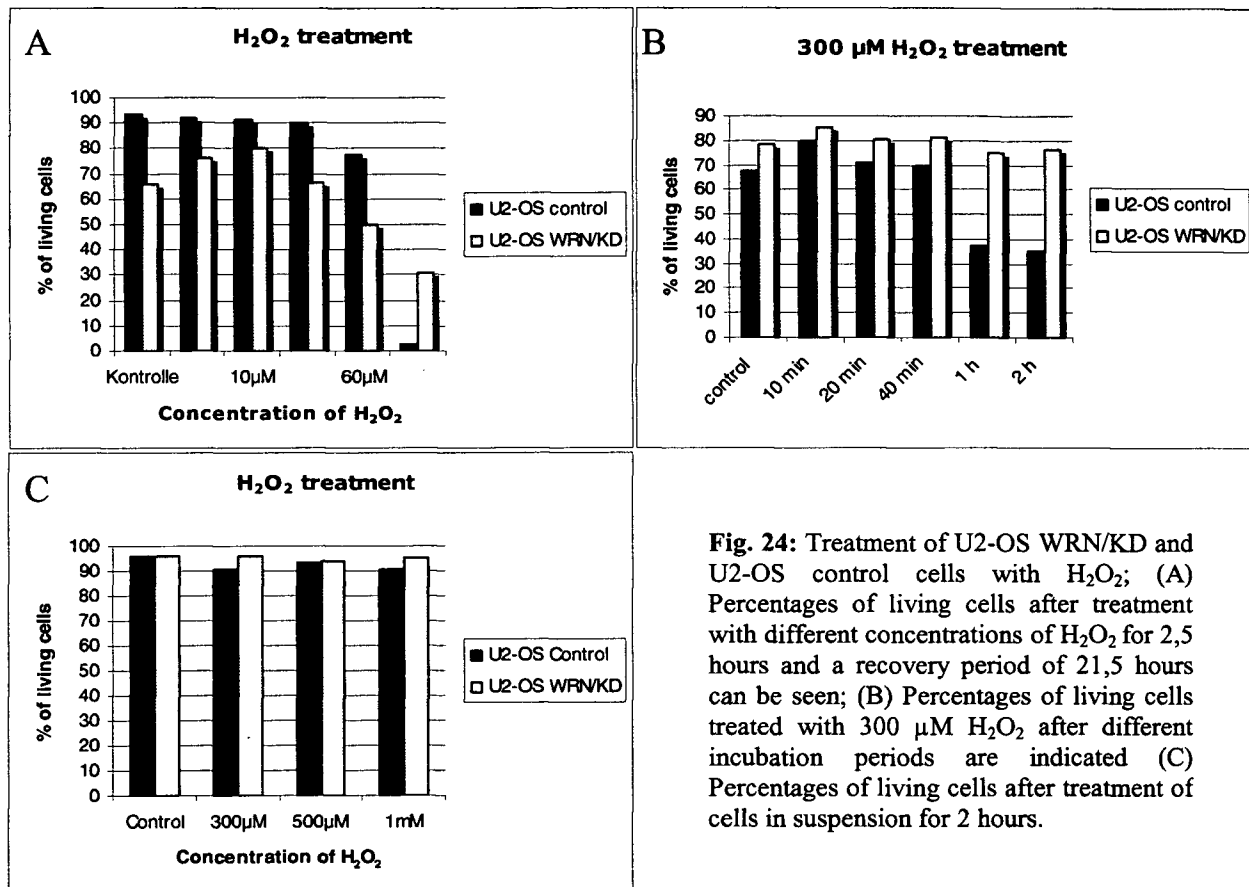 A
H₂O₂ treatment
% of living cells
100
90
80
70
60
50
40
30
20
10
0
Kontrolle
10µM
60µM
Concentration of H₂O₂
U2-OS control
U2-OS WRN/KD
B
300 µM H₂O₂ treatment
% of living cells
90
80
70
60
50
40
30
20
10
0
control
10 min
20 min
40 min
1 h
2 h
U2-OS control
U2-OS WRN/KD
C
H₂O₂ treatment
% of living cells
100
90
80
70
60
50
40
30
20
10
0
Control
300µM
500µM
1mM
Concentration of H₂O₂
U2-OS Control
U2-OS WRN/KD
Fig. 24: Treatment of U2-OS WRN/KD and
U2-OS control cells with H₂O₂; (A)
Percentages of living cells after treatment
with different concentrations of H₂O₂ for 2,5
hours and a recovery period of 21,5 hours
can be seen; (B) Percentages of living cells
treated with 300 µM H₂O₂ after different
incubation periods are indicated (C)
Percentages of living cells after treatment of
cells in suspension for 2 hours.